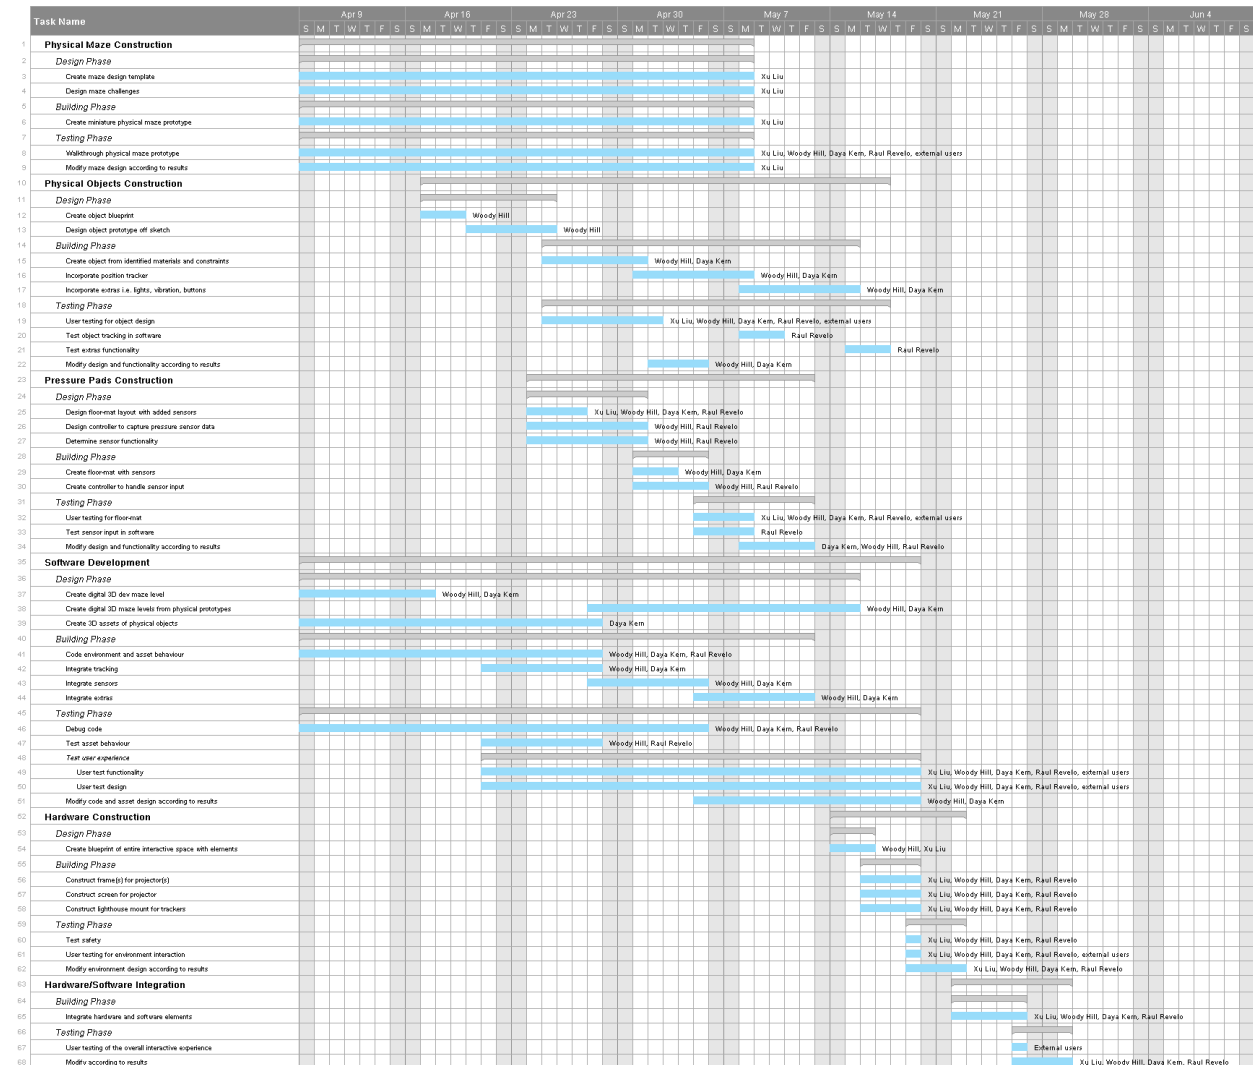 Task Name
Apr 9 Apr 16 Apr 23 Apr 30 May 7 May 14 May 21 May 28 Jun 4
S M T W T F S S M T W T F S S M T W T F S S M T W T F S S M T W T F S S M T W T F S S M T W T F S S M T W T F S S M T W T F S
1 Physical Maze Construction
2 Design Phase
3 Create maze design template Xu Liu
4 Design maze challenges Xu Liu
5 Building Phase
6 Create miniature physical maze prototype Xu Liu
7 Testing Phase
8 Walkthrough physical maze prototype Xu Liu, Woody Hill, Daya Kern, Raul Revelo, external users
9 Modify maze design according to results Xu Liu
10 Physical Objects Construction
11 Design Phase
12 Create object blueprint Woody Hill
13 Design object prototype off sketch Woody Hill
14 Building Phase
15 Create object from identified materials and constraints Woody Hill, Daya Kern
16 Incorporate position tracker Woody Hill, Daya Kern
17 Incorporate extras i.e. lights, vibration, buttons Woody Hill, Daya Kern
18 Testing Phase
19 User testing for object design Xu Liu, Woody Hill, Daya Kern, Raul Revelo, external users
20 Test object tracking in software Raul Revelo
21 Test extras functionality Raul Revelo
22 Modify design and functionality according to results Woody Hill, Daya Kern
23 Pressure Pads Construction
24 Design Phase
25 Design floor-mat layout with added sensors Xu Liu, Woody Hill, Daya Kern, Raul Revelo
26 Design controller to capture pressure sensor data Woody Hill, Raul Revelo
27 Determine sensor functionality Woody Hill, Raul Revelo
28 Building Phase
29 Create floor-mat with sensors Woody Hill, Daya Kern
30 Create controller to handle sensor input Woody Hill, Raul Revelo
31 Testing Phase
32 User testing for floor-mat Xu Liu, Woody Hill, Daya Kern, Raul Revelo, external users
33 Test sensor input in software Raul Revelo
34 Modify design and functionality according to results Daya Kern, Woody Hill, Raul Revelo
35 Software Development
36 Design Phase
37 Create digital 3D dev maze level Woody Hill, Daya Kern
38 Create digital 3D maze levels from physical prototypes Woody Hill, Daya Kern
39 Create 3D assets of physical objects Daya Kern
40 Building Phase
41 Code environment and asset behaviour Woody Hill, Daya Kern, Raul Revelo
42 Integrate tracking Woody Hill, Daya Kern
43 Integrate sensors Woody Hill, Daya Kern
44 Integrate extras Woody Hill, Daya Kern
45 Testing Phase
46 Debug code Woody Hill, Daya Kern, Raul Revelo
47 Test asset behaviour Woody Hill, Raul Revelo
48 Test user experience
49 User test functionality Xu Liu, Woody Hill, Daya Kern, Raul Revelo, external users
50 User test design Xu Liu, Woody Hill, Daya Kern, Raul Revelo, external users
51 Modify code and asset design according to results Woody Hill, Daya Kern
52 Hardware Construction
53 Design Phase
54 Create blueprint of entire interactive space with elements Woody Hill, Xu Liu
55 Building Phase
56 Construct frame(s) for projector(s) Xu Liu, Woody Hill, Daya Kern, Raul Revelo
57 Construct screen for projector Xu Liu, Woody Hill, Daya Kern, Raul Revelo
58 Construct lighthouse mount for trackers Xu Liu, Woody Hill, Daya Kern, Raul Revelo
59 Testing Phase
60 Test safety Xu Liu, Woody Hill, Daya Kern, Raul Revelo
61 User testing for environment interaction Xu Liu, Woody Hill, Daya Kern, Raul Revelo, external users
62 Modify environment design according to results Xu Liu, Woody Hill, Daya Kern, Raul Revelo
63 Hardware/Software Integration
64 Building Phase
65 Integrate hardware and software elements Xu Liu, Woody Hill, Daya Kern, Raul Revelo
66 Testing Phase
67 User testing of the overall interactive experience External users
68 Modify according to results Xu Liu, Woody Hill, Daya Kern, Raul Revelo